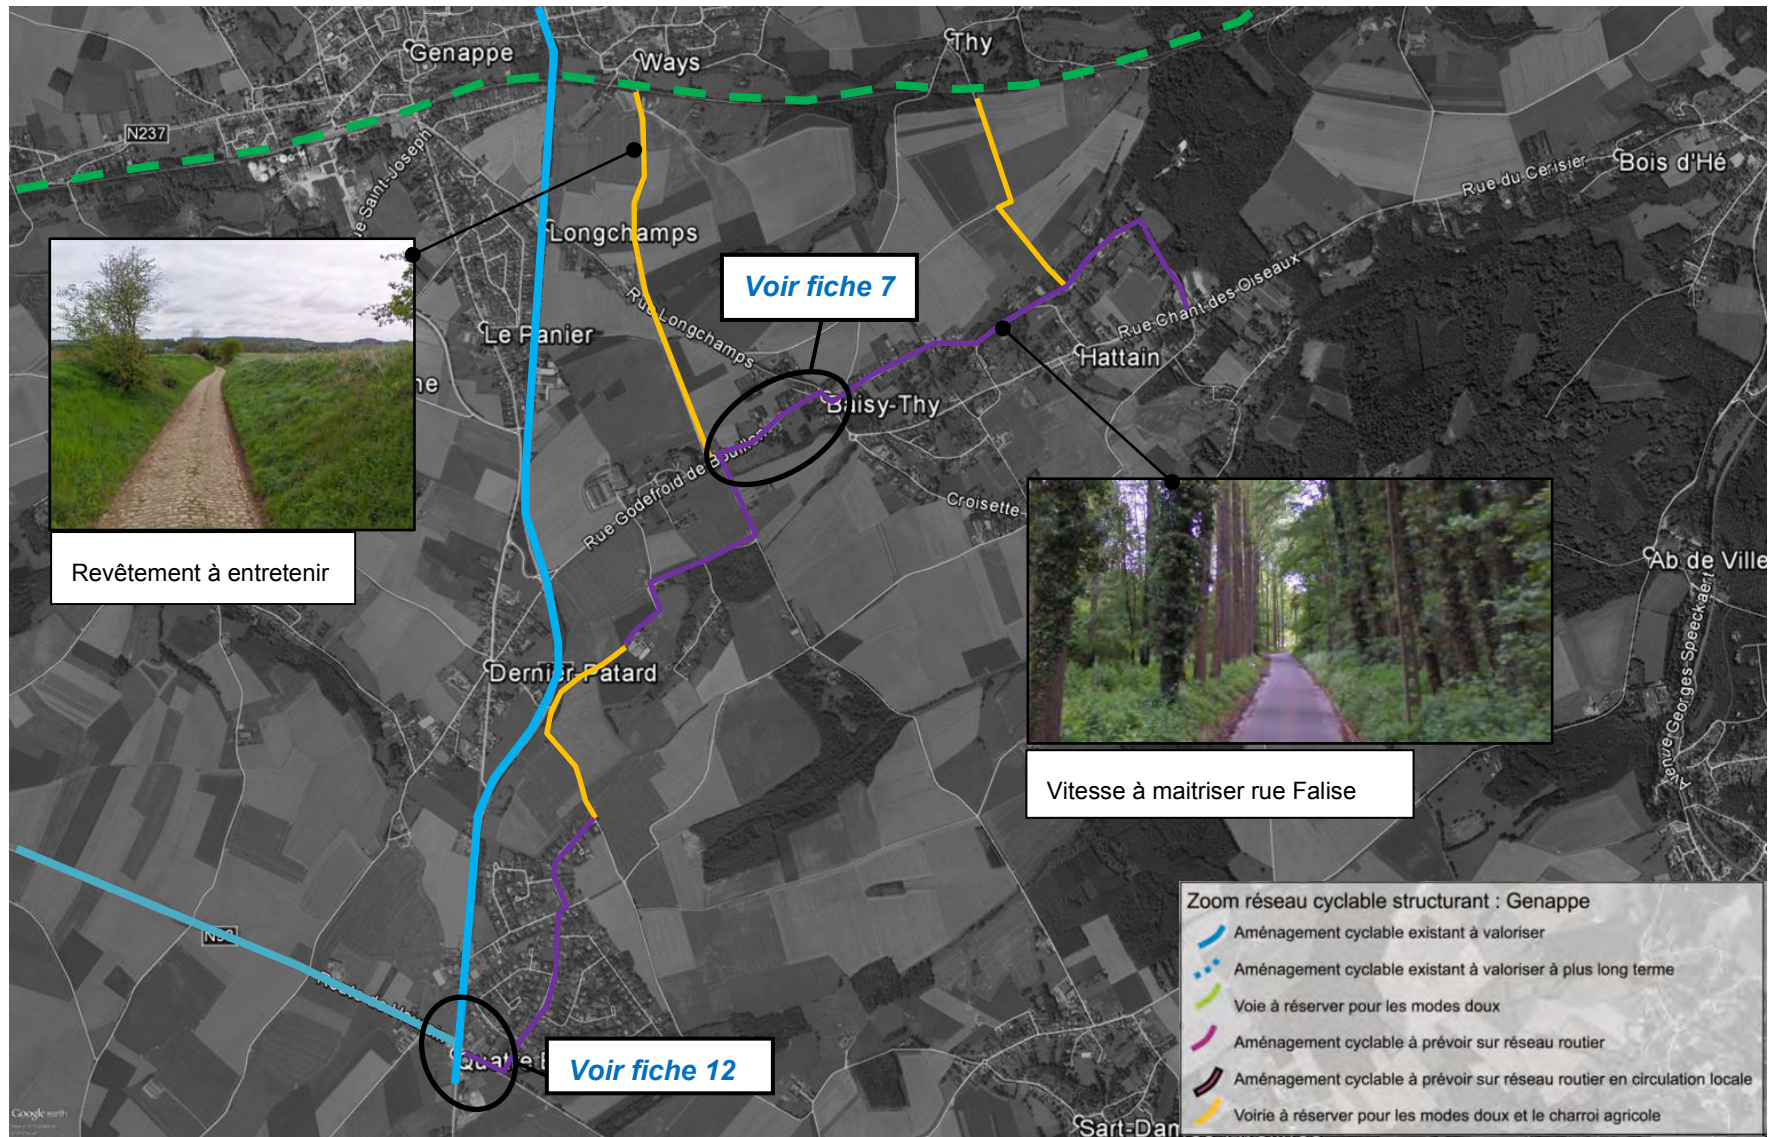 Genappe
Ways
Thy
N237
Bois d'Hé
Rue du Cerisier
Rue Saint-Joseph
Longchamps
Voir fiche 7
Rue Longchamps
Rue Chant des Oiseaux
Le Panier
Hattain
Baisy-Thy
Rue Godefroid de Bouillon
Croisette
Revêtement à entretenir
Ab de Ville
Avenue Georges Speeckaert
Dernier-Patard
Vitesse à maitriser rue Falise
N93
Quatre B
Voir fiche 12
Sart-Dam
Google earth
Zoom réseau cyclable structurant : Genappe
Aménagement cyclable existant à valoriser
Aménagement cyclable existant à valoriser à plus long terme
Voie à réserver pour les modes doux
Aménagement cyclable à prévoir sur réseau routier
Aménagement cyclable à prévoir sur réseau routier en circulation locale
Voirie à réserver pour les modes doux et le charroi agricole